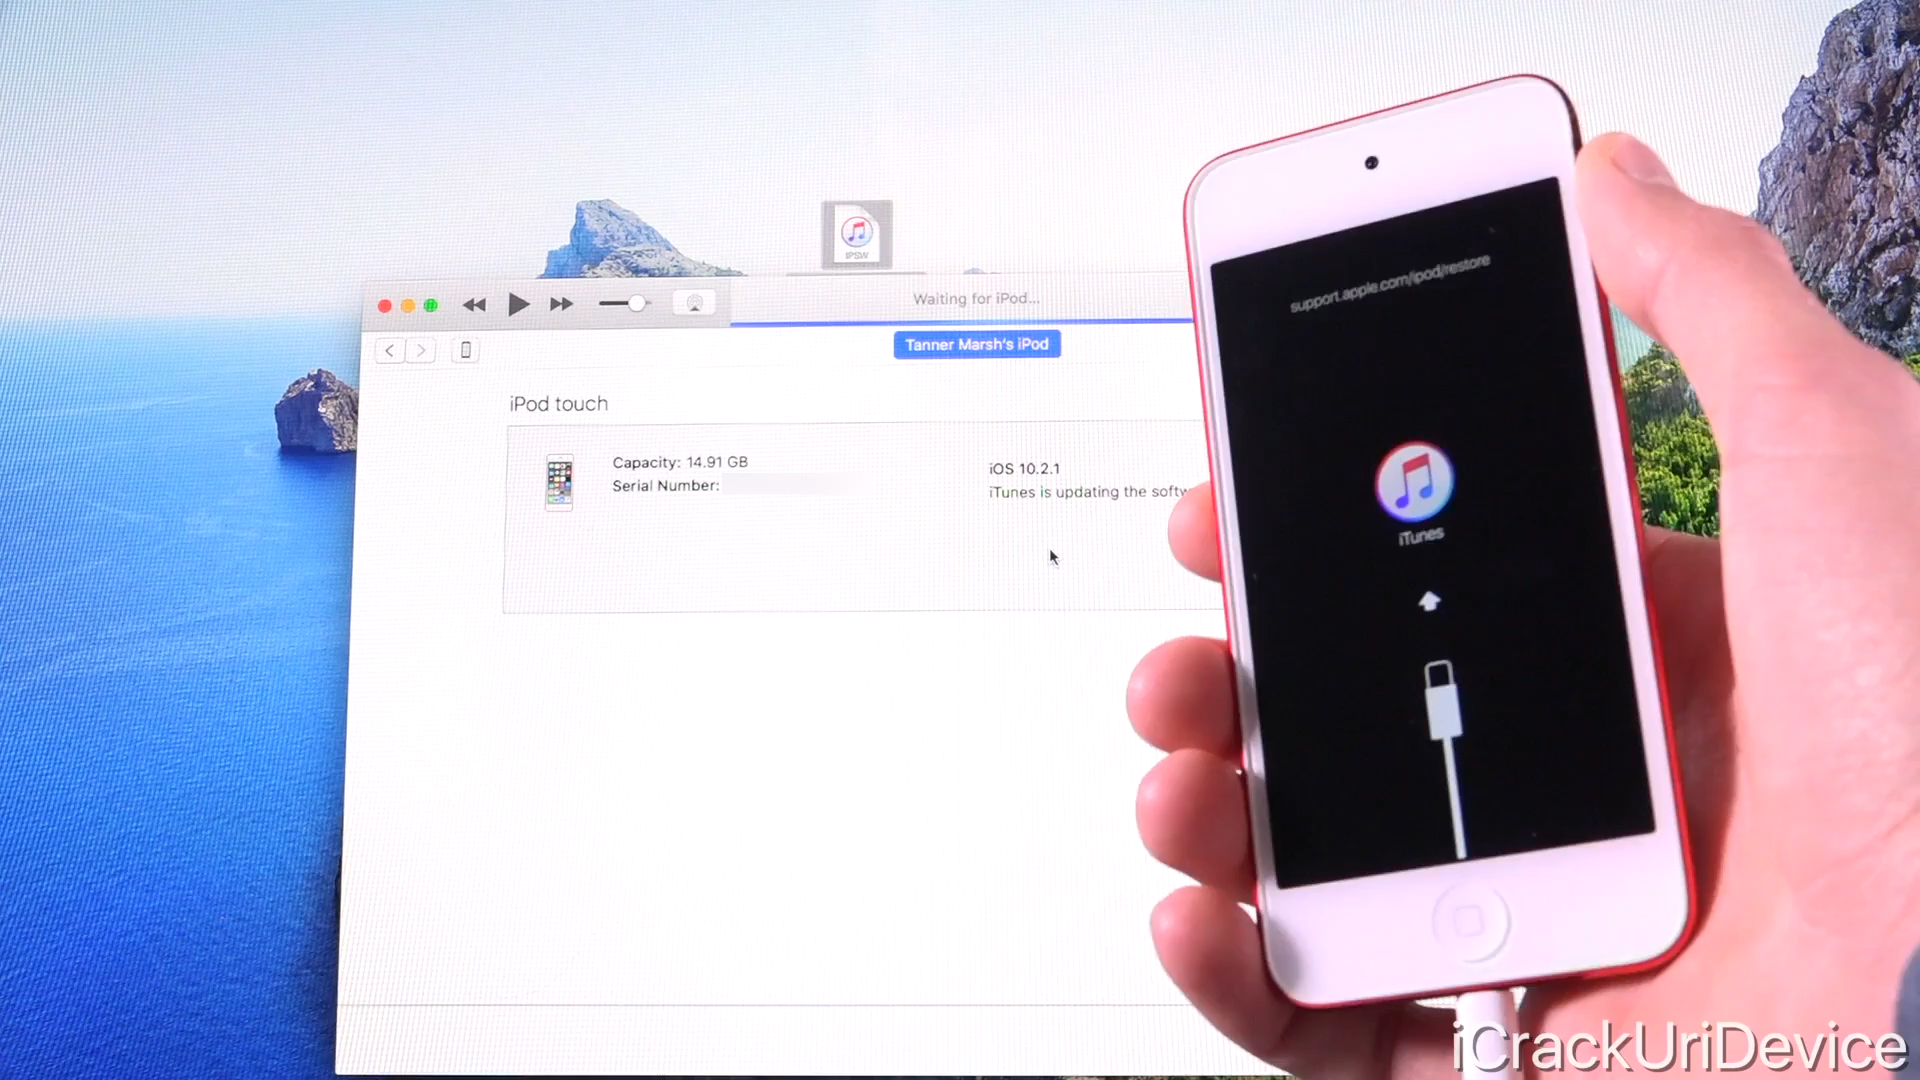 IPSW
Waiting for iPod...
Tanner Marsh's iPod
iPod touch
Capacity: 14.91 GB
Serial Number:
iOS 10.2.1
iTunes is updating the softw
support.apple.com/ipod/restore
iTunes
iCrackUriDevice